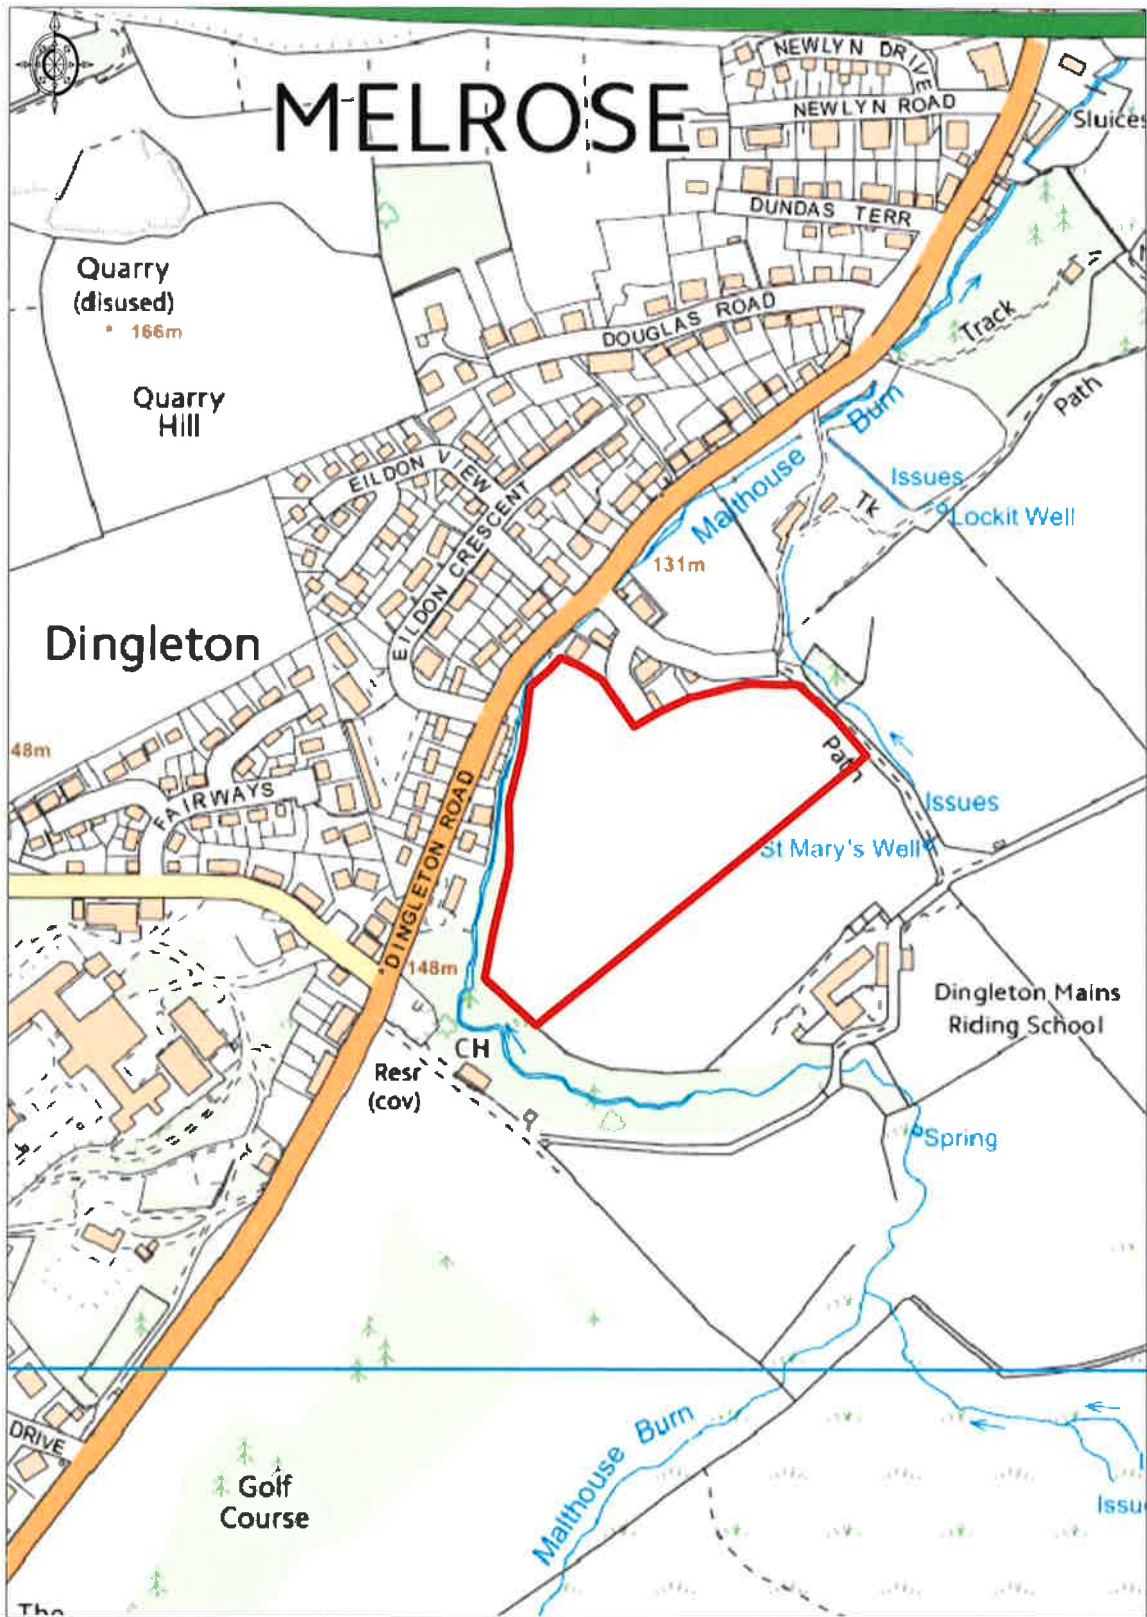 NEWLYN DRIVE
MELROSE
NEWLYN ROAD
Sluices
DUNDAS TERR
Quarry
(disused)
166m
DOUGLAS ROAD
Track
Path
Quarry
Hill
Malthouse Burn
EILDON VIEW
Issues
Tk
Lockit Well
EILDON CRESCENT
131m
Dingleton
48m
Path
FAIRWAYS
Issues
St Mary's Well
DINGLETON ROAD
148m
Dingleton Mains
Riding School
CH
Resr
(cov)
Spring
Malthouse Burn
DRIVE
Golf
Course
Issu
The